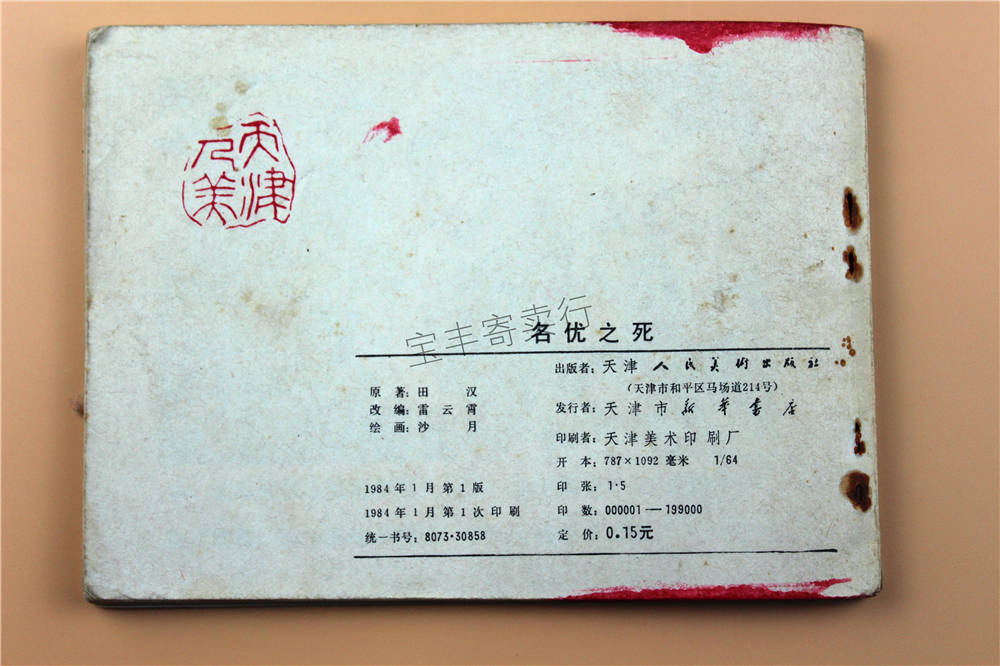 天津
人美
宝丰寄卖行
名优之死
原著:田 汉
改编:雷云霄
绘画:沙 月
1984年1月第1版
1984年1月第1次印刷
统一书号:8073·30858
出版者:天津人民美术出版社
(天津市和平区马场道214号)
发行者:天津市新华书店
印刷者:天津美术印刷厂
开 本:787×1092 毫米 1/64
印 张:1·5
印 数:000001—199000
定 价:0.15元